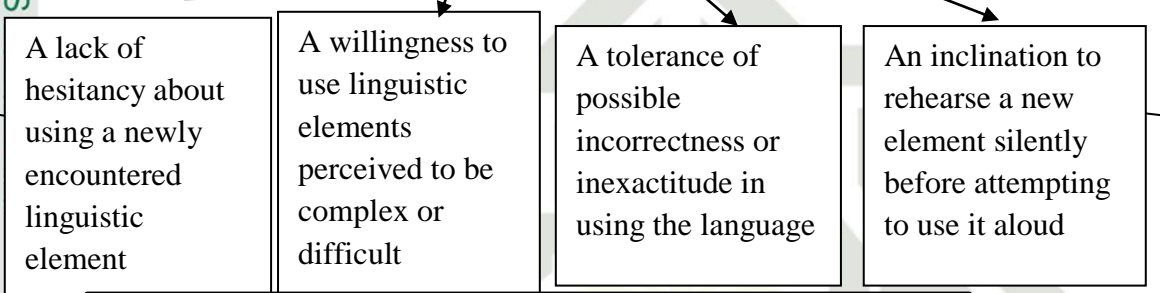 A lack of
hesitancy about
using a newly
encountered
linguistic
element
A willingness to
use linguistic
elements
perceived to be
complex or
difficult
A tolerance of
possible
incorrectness or
inexactitude in
using the language
An inclination to
rehearse a new
element silently
before attempting
to use it aloud